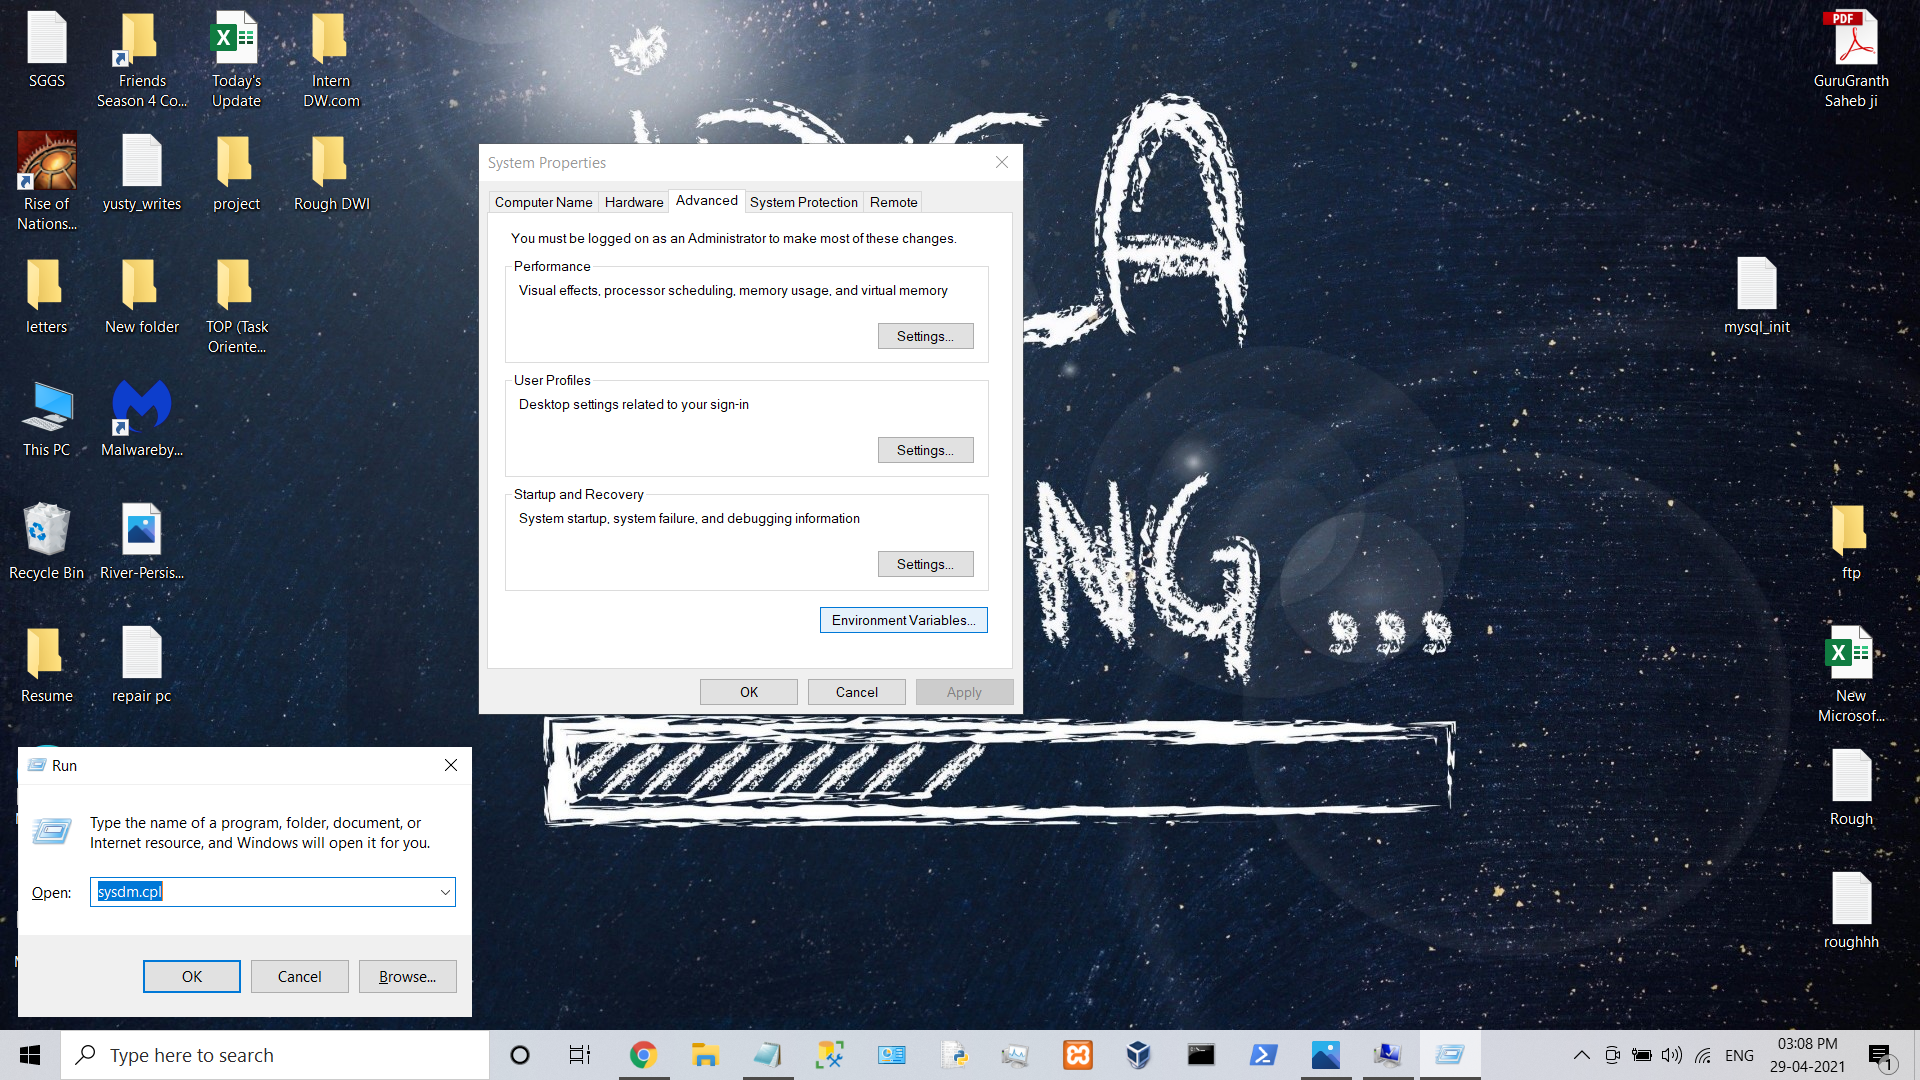 SGGS
Friends
Season 4 Co...
Today's
Update
Intern
DW.com
Rise of
Nations...
yusty_writes
project
Rough DWI
letters
New folder
TOP (Task
Oriente...
This PC
Malwareby...
Recycle Bin
River-Persis...
Resume
repair pc
PDF
GuruGranth
Saheb ji
mysql_init
ftp
New
Microsof...
Rough
roughhh
System Properties
Computer Name
Hardware
Advanced
System Protection
Remote
You must be logged on as an Administrator to make most of these changes.
Performance
Visual effects, processor scheduling, memory usage, and virtual memory
Settings...
User Profiles
Desktop settings related to your sign-in
Settings...
Startup and Recovery
System startup, system failure, and debugging information
Settings...
Environment Variables...
OK
Cancel
Apply
Run
Type the name of a program, folder, document, or
Internet resource, and Windows will open it for you.
Open:
sysdm.cpl
OK
Cancel
Browse...
Type here to search
ENG
03:08 PM
29-04-2021
1